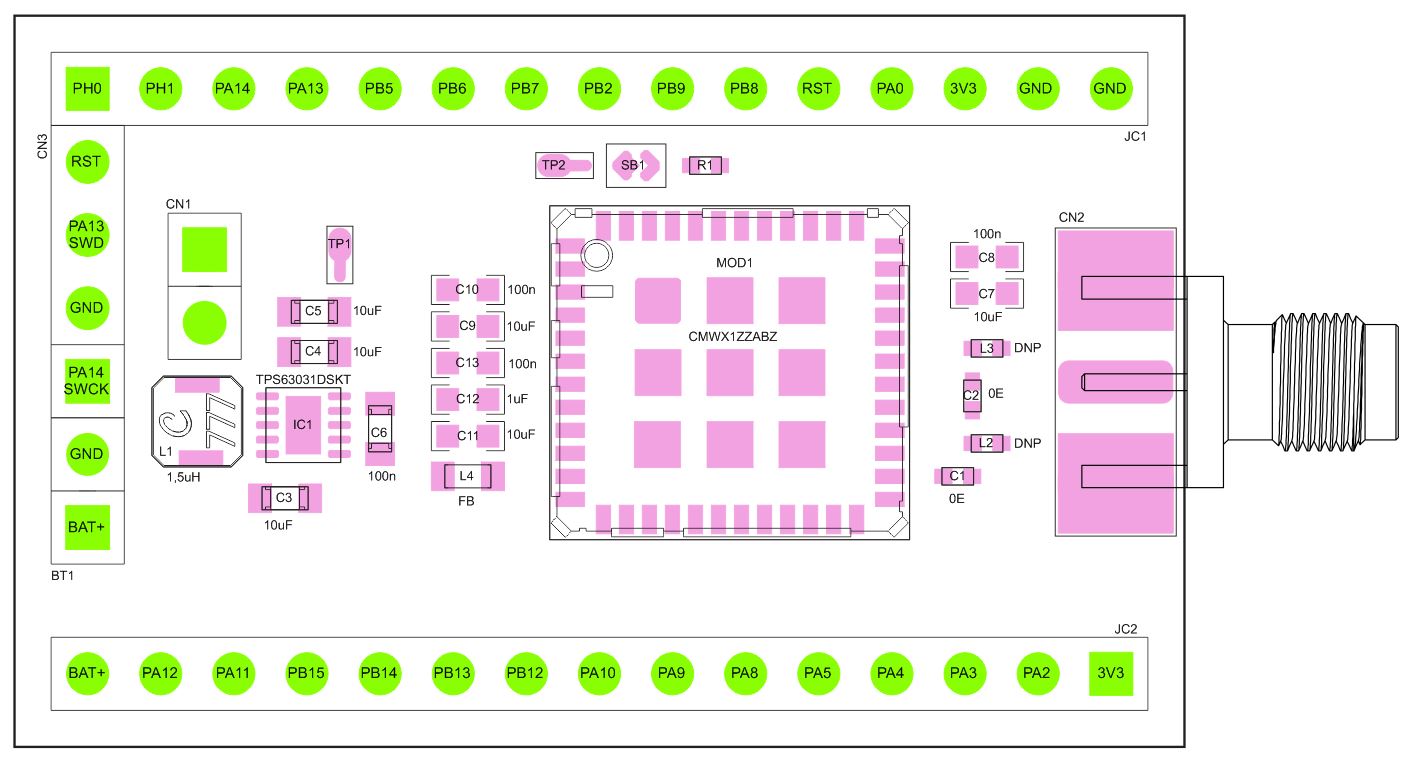 PH0 PH1 PA14 PA13 PB5 PB6 PB7 PB2 PB9 PB8 RST PA0 3V3 GND GND
JC1
CN3
RST
TP2 SB1 R1
CN1
PA13
SWD
TP1
CN2
100n
C8
C7
10uF
MOD1
CMWX1ZZABZ
C10 100n
C9 10uF
C13 100n
C12 1uF
C11 10uF
L4
FB
GND
C5 10uF
C4 10uF
L3 DNP
PA14
SWCK
TPS63031DSKT
IC1
C 777
L1
1,5uH
C6
100n
C2 0E
L2 DNP
C1
0E
GND
C3
10uF
BAT+
BT1
JC2
BAT+ PA12 PA11 PB15 PB14 PB13 PB12 PA10 PA9 PA8 PA5 PA4 PA3 PA2 3V3